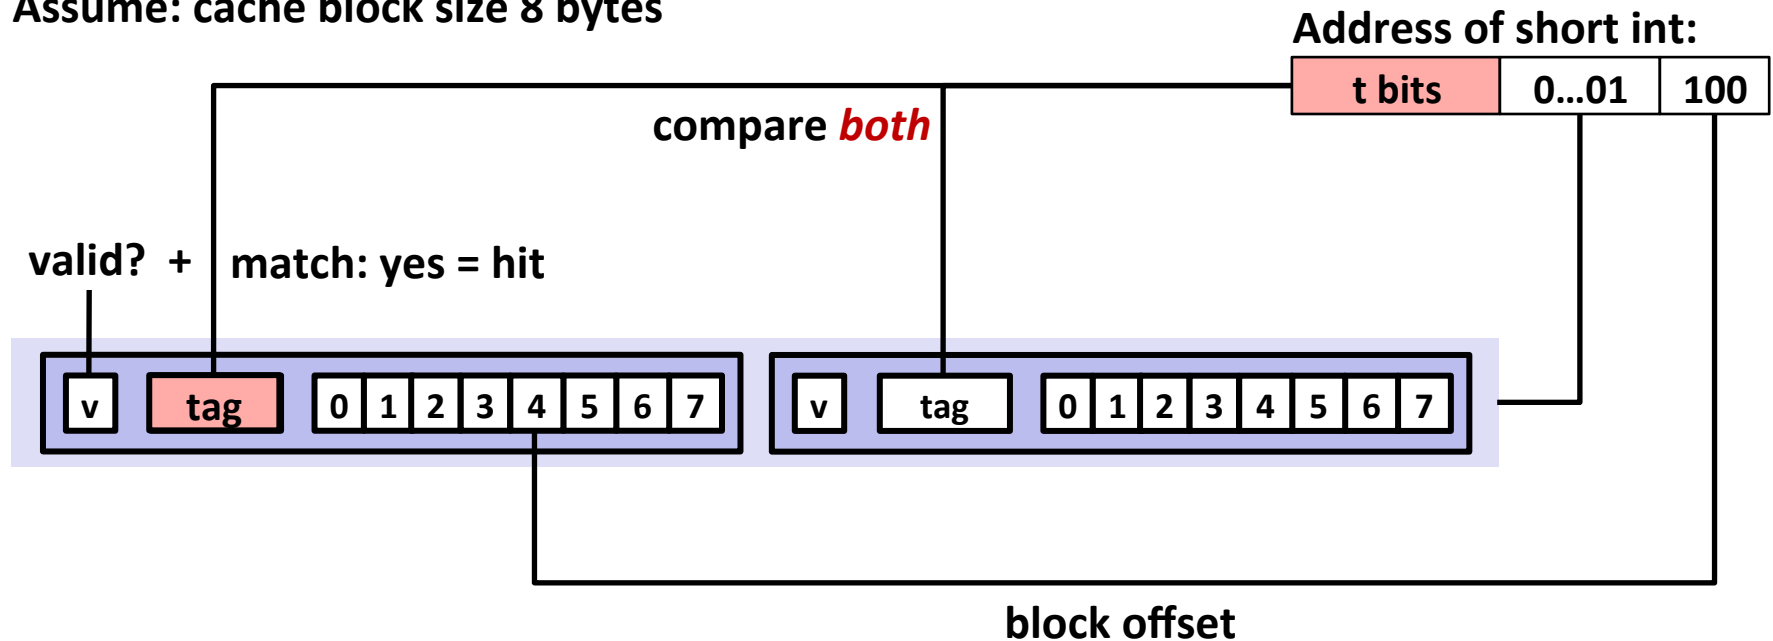 Assume: cache block size 8 bytes
Address of short int:
t bits 0...01 100
compare both
valid? + match: yes = hit
v tag 0 1 2 3 4 5 6 7 v tag 0 1 2 3 4 5 6 7
block offset